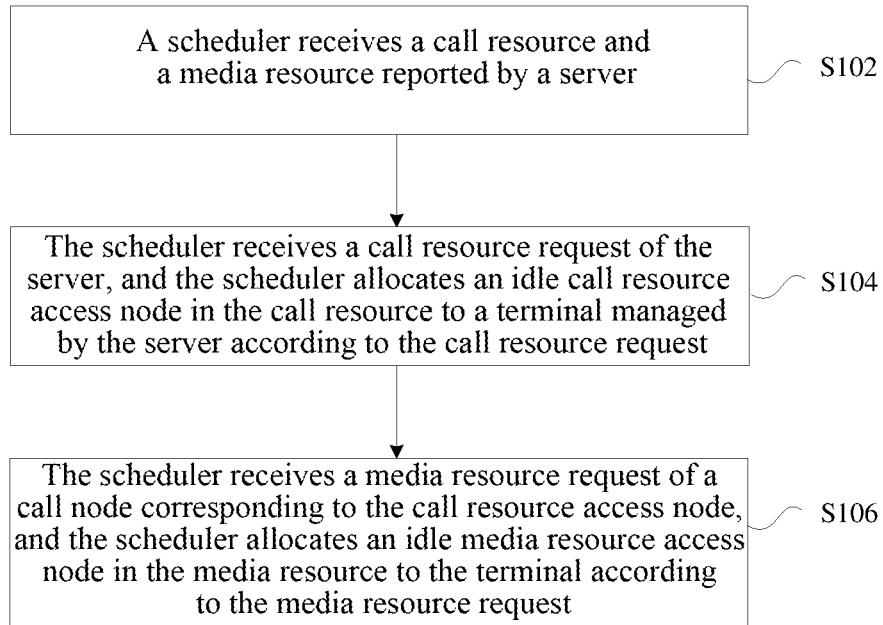 A scheduler receives a call resource and
a media resource reported by a server
S102
The scheduler receives a call resource request of the
server, and the scheduler allocates an idle call resource
access node in the call resource to a terminal managed
by the server according to the call resource request
S104
The scheduler receives a media resource request of a
call node corresponding to the call resource access node,
and the scheduler allocates an idle media resource access
node in the media resource to the terminal according
to the media resource request
S106